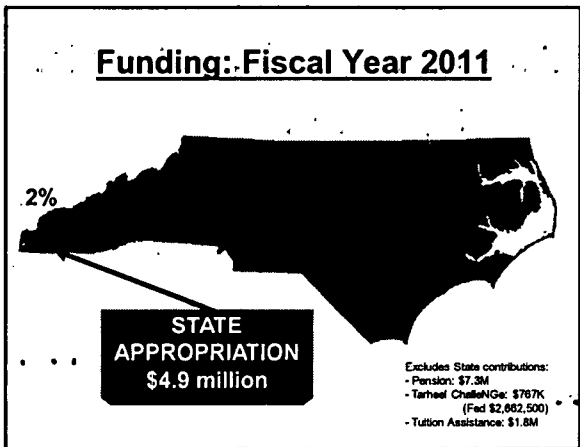 Funding: Fiscal Year 2011
2%
STATE
APPROPRIATION
$4.9 million
Excludes State contributions:
- Pension: $7.3M
- Tarheel ChalleNGe: $767K
(Fed $2,662,500)
- Tuition Assistance: $1.8M